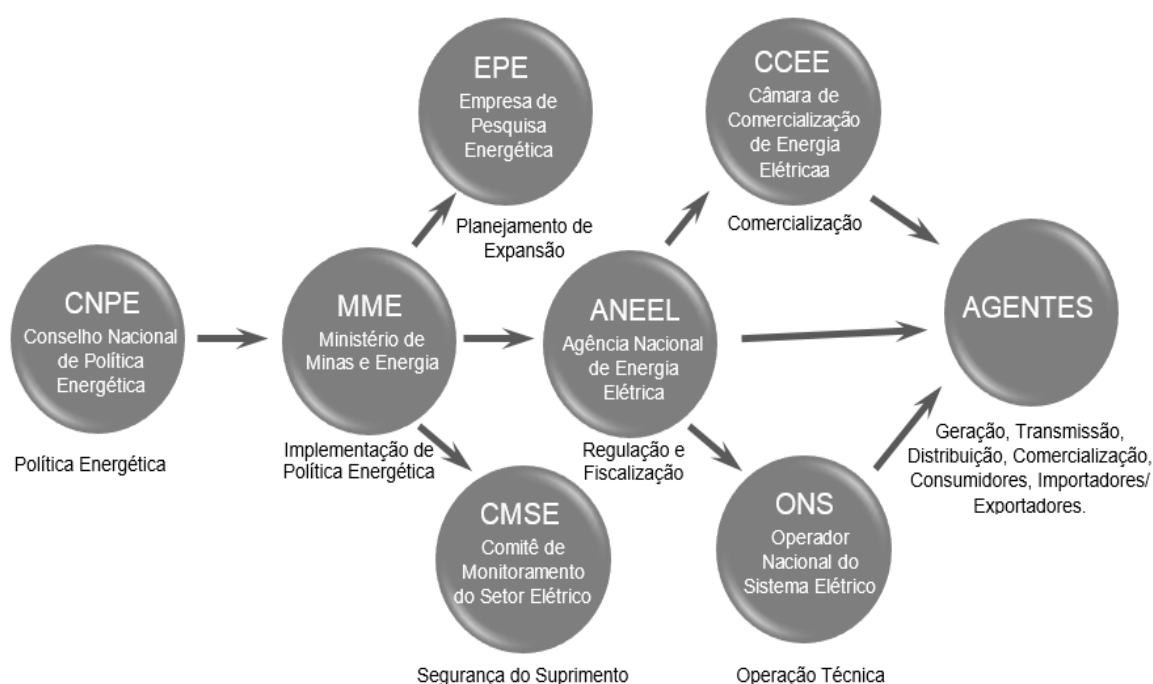 EPE
Empresa de
Pesquisa
Energética
Planejamento de
Expansão
CCEE
Câmara de
Comercialização
de Energia
Elétricaa
Comercialização
CNPE
Conselho Nacional
de Política
Energética
Política Energética
MME
Ministério de
Minas e Energia
Implementação de
Política Energética
ANEEL
Agência Nacional
de Energia
Elétrica
Regulação e
Fiscalização
AGENTES
Geração, Transmissão,
Distribuição, Comercialização,
Consumidores, Importadores/
Exportadores.
CMSE
Comitê de
Monitoramento
do Setor Elétrico
Segurança do Suprimento
ONS
Operador
Nacional do
Sistema Elétrico
Operação Técnica